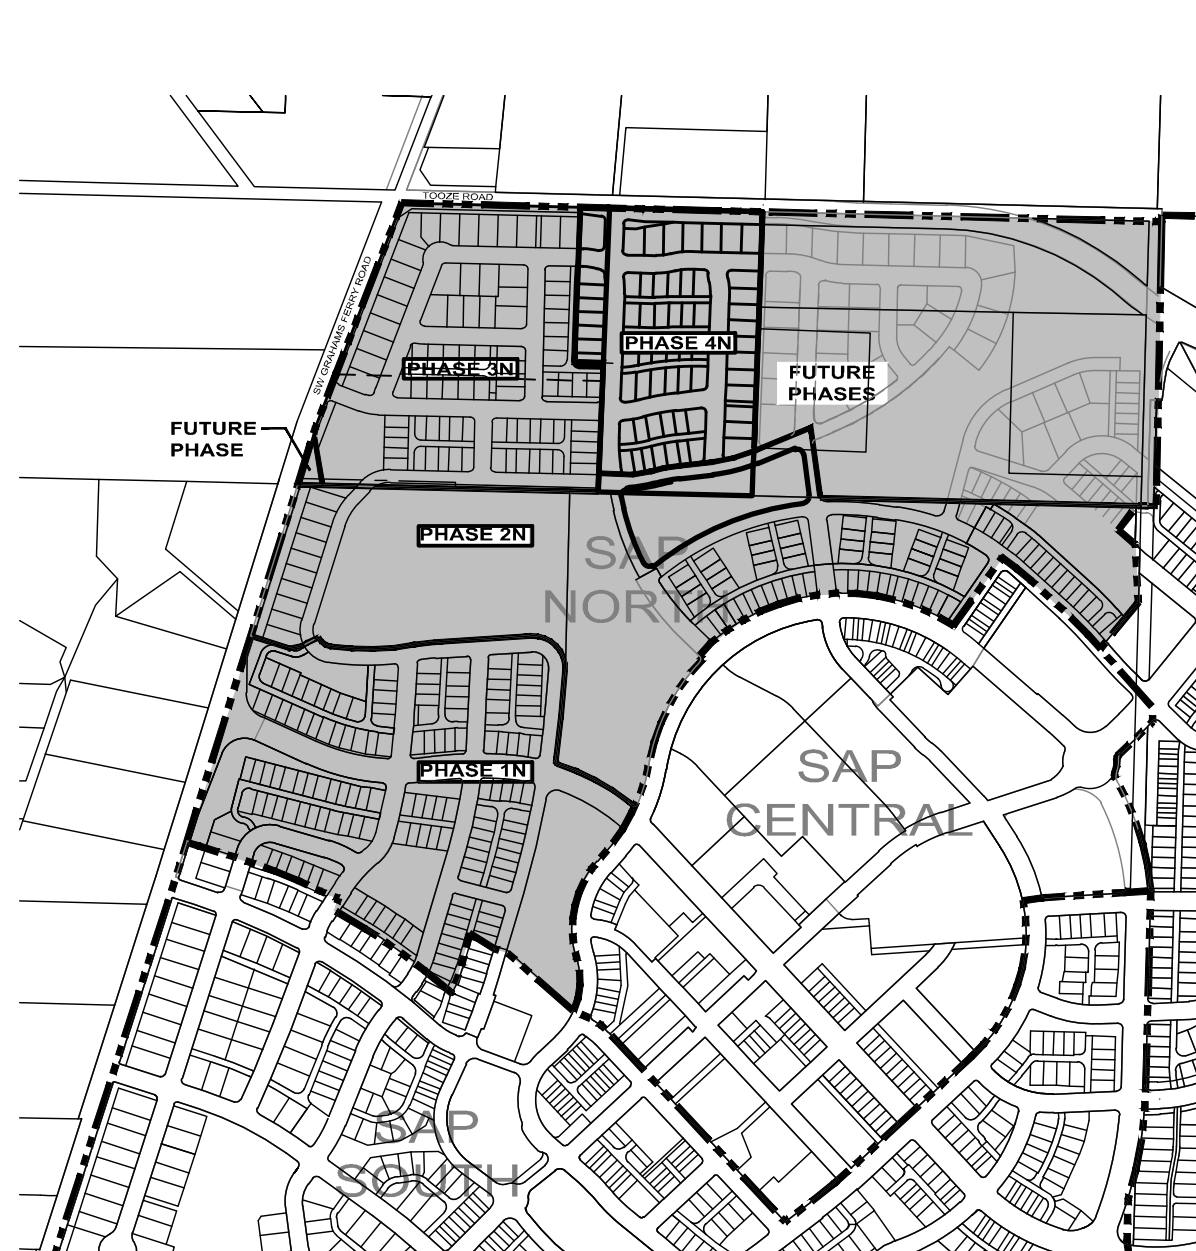 TOOZE ROAD
SW GRAHAMS FERRY ROAD
PHASE 4N
PHASE 3N
FUTURE
PHASES
FUTURE
PHASE
PHASE 2N
SAP
NORTH
PHASE 1N
SAP
CENTRAL
SAP
SOUTH